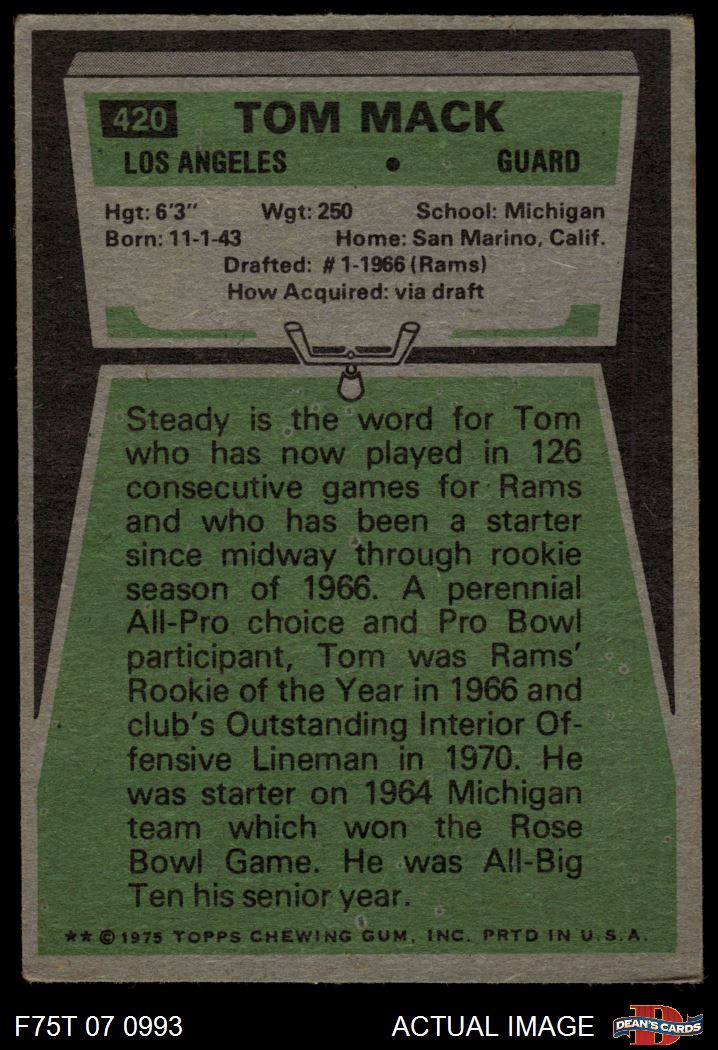 420 TOM MACK
LOS ANGELES • GUARD
Hgt: 6'3" Wgt: 250 School: Michigan
Born: 11-1-43 Home: San Marino, Calif.
Drafted: #1-1966 (Rams)
How Acquired: via draft
Steady is the word for Tom
who has now played in 126
consecutive games for Rams
and who has been a starter
since midway through rookie
season of 1966. A perennial
All-Pro choice and Pro Bowl
participant, Tom was Rams'
Rookie of the Year in 1966 and
club's Outstanding Interior Of-
fensive Lineman in 1970. He
was starter on 1964 Michigan
team which won the Rose
Bowl Game. He was All-Big
Ten his senior year.
** © 1975 TOPPS CHEWING GUM, INC. PRTD IN U.S.A.
F75T 07 0993 ACTUAL IMAGE D DEAN'S CARDS